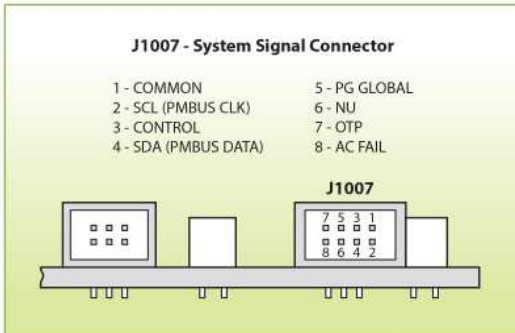 J1007 - System Signal Connector
1 - COMMON
2 - SCL (PMBUS CLK)
3 - CONTROL
4 - SDA (PMBUS DATA)
5 - PG GLOBAL
6 - NU
7 - OTP
8 - AC FAIL
J1007
7 5 3 1
8 6 4 2